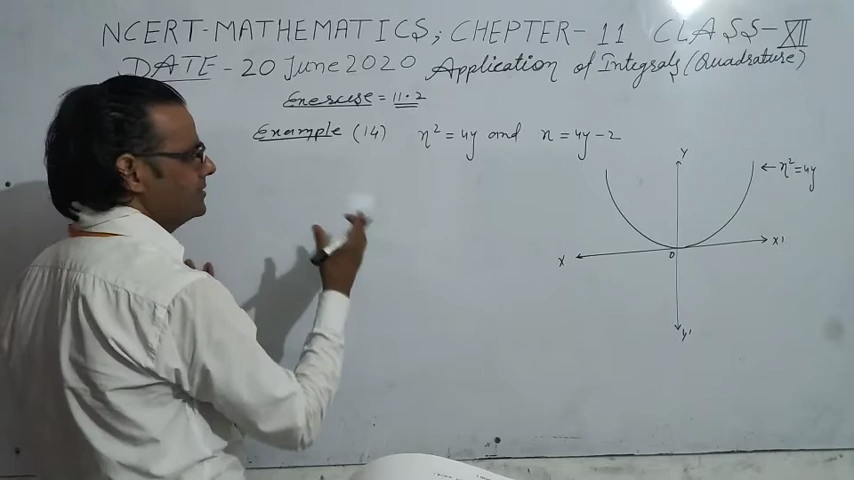 NCERT-MATHEMATICS, CHEPTER-11 CLASS-XII
DATE-20 June 2020 Application of Integrals (Quadrature)
Exercise = 11.2
Example (14) x² = 4y and x = 4y-2
Y
← x² = 4y
X O X'
Y'